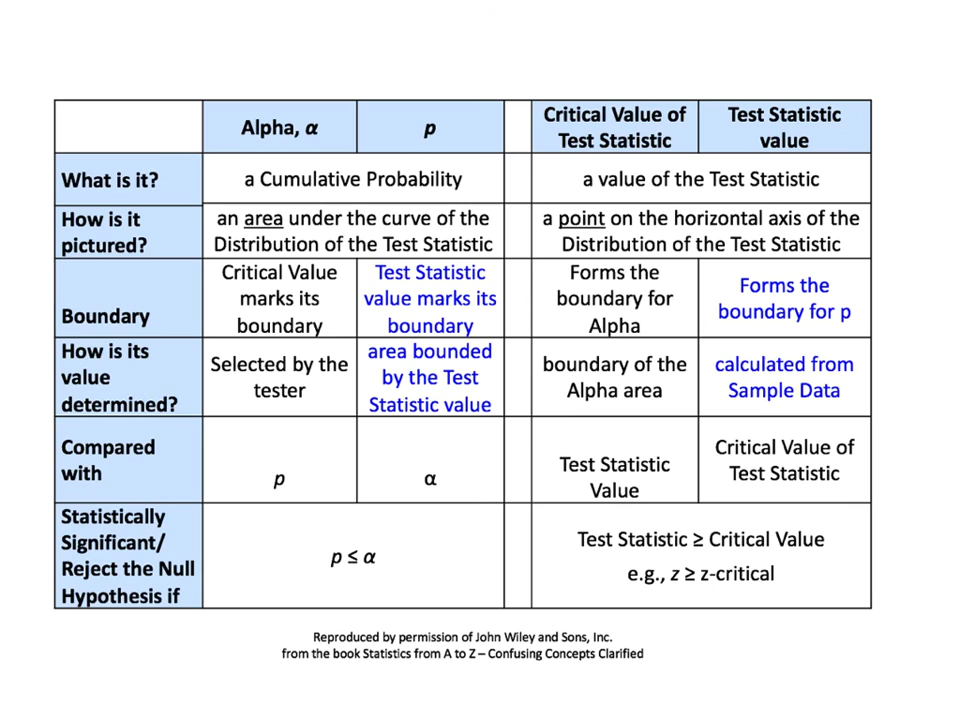 Alpha, α
p
Critical Value of
Test Statistic
Test Statistic
value
What is it?
a Cumulative Probability
a value of the Test Statistic
How is it
pictured?
an area under the curve of the
Distribution of the Test Statistic
a point on the horizontal axis of the
Distribution of the Test Statistic
Boundary
Critical Value
marks its
boundary
Test Statistic
value marks its
boundary
Forms the
boundary for
Alpha
Forms the
boundary for p
How is its
value
determined?
Selected by the
tester
area bounded
by the Test
Statistic value
boundary of the
Alpha area
calculated from
Sample Data
Compared
with
p
α
Test Statistic
Value
Critical Value of
Test Statistic
Statistically
Significant/
Reject the Null
Hypothesis if
p ≤ α
Test Statistic ≥ Critical Value
e.g., z ≥ z-critical
Reproduced by permission of John Wiley and Sons, Inc.
from the book Statistics from A to Z – Confusing Concepts Clarified